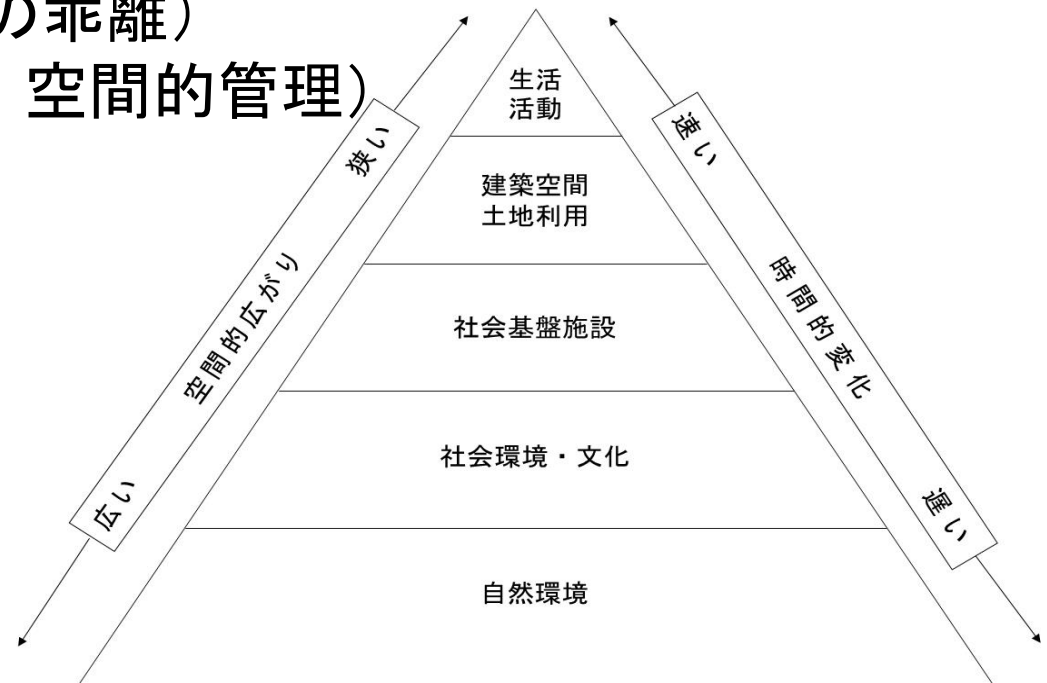 の乖離）
空間的管理）
生活
活動
建築空間
土地利用
社会基盤施設
社会環境・文化
自然環境
狭い
空間的広がり
広い
速い
時間的変化
遅い